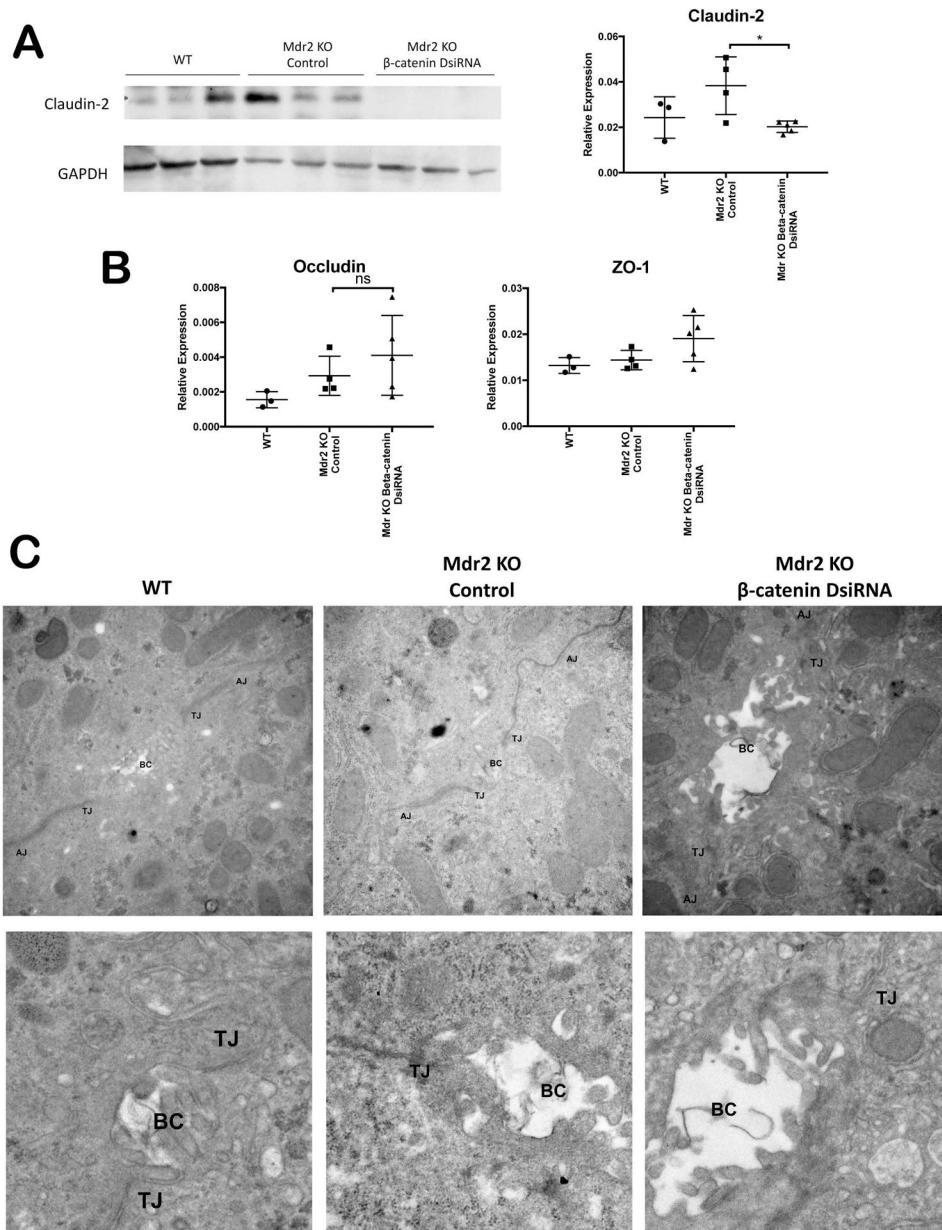 A
WT
Mdr2 KO
Control
Mdr2 KO
β-catenin DsiRNA
Claudin-2
GAPDH
Claudin-2
Relative Expression
0.06
0.04
0.02
0.00
*
WT
Mdr2 KO
Control
Mdr KO Beta-catenin
DsiRNA
B
Occludin
Relative Expression
0.008
0.006
0.004
0.002
0.000
ns
WT
Mdr2 KO
Control
Mdr KO Beta-catenin
DsiRNA
ZO-1
Relative Expression
0.03
0.02
0.01
0.00
WT
Mdr2 KO
Control
Mdr KO Beta-catenin
DsiRNA
C
WT
Mdr2 KO
Control
Mdr2 KO
β-catenin DsiRNA
AJ
TJ
BC
TJ
AJ
AJ
TJ
BC
TJ
AJ
AJ
TJ
BC
TJ
AJ
TJ
BC
TJ
TJ
BC
TJ
BC